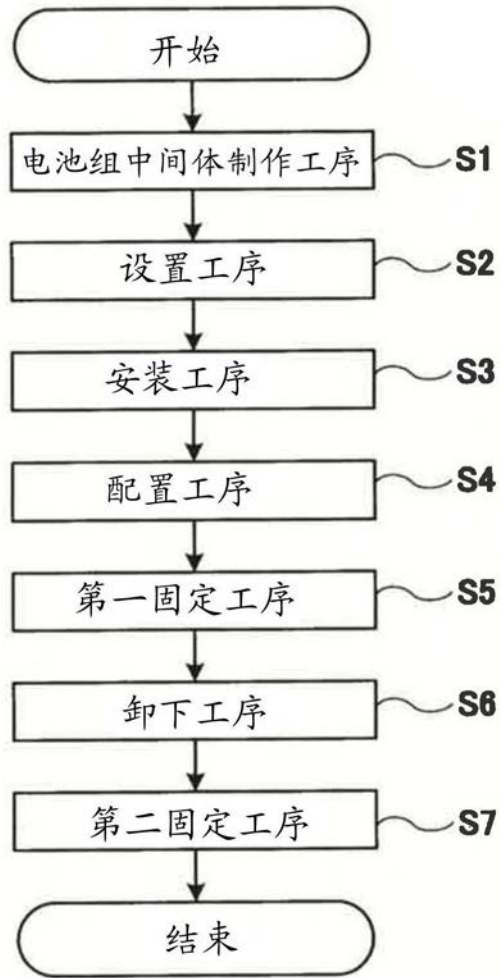 开始
电池组中间体制作工序 S1
设置工序 S2
安装工序 S3
配置工序 S4
第一固定工序 S5
卸下工序 S6
第二固定工序 S7
结束